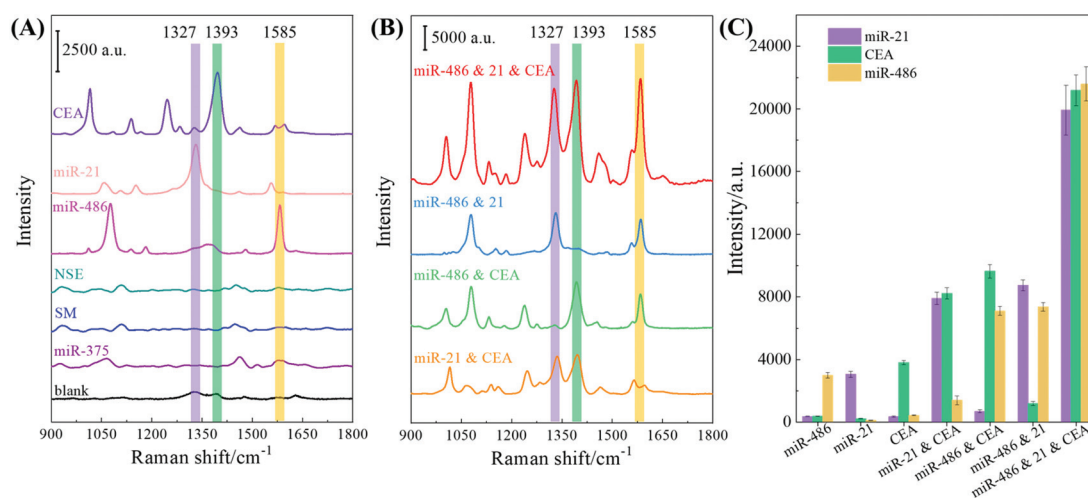 (A)
2500 a.u.
1327 1393 1585
CEA
miR-21
miR-486
NSE
SM
miR-375
blank
Intensity
900 1050 1200 1350 1500 1650 1800
Raman shift/cm-1
(B)
5000 a.u.
1327 1393 1585
miR-486 & 21 & CEA
miR-486 & 21
miR-486 & CEA
miR-21 & CEA
Intensity
900 1050 1200 1350 1500 1650 1800
Raman shift/cm-1
(C)
miR-21
CEA
miR-486
24000
20000
16000
12000
8000
4000
0
Intensity/a.u.
miR-486
miR-21
CEA
miR-21 & CEA
miR-486 & CEA
miR-486 & 21
miR-486 & 21 & CEA